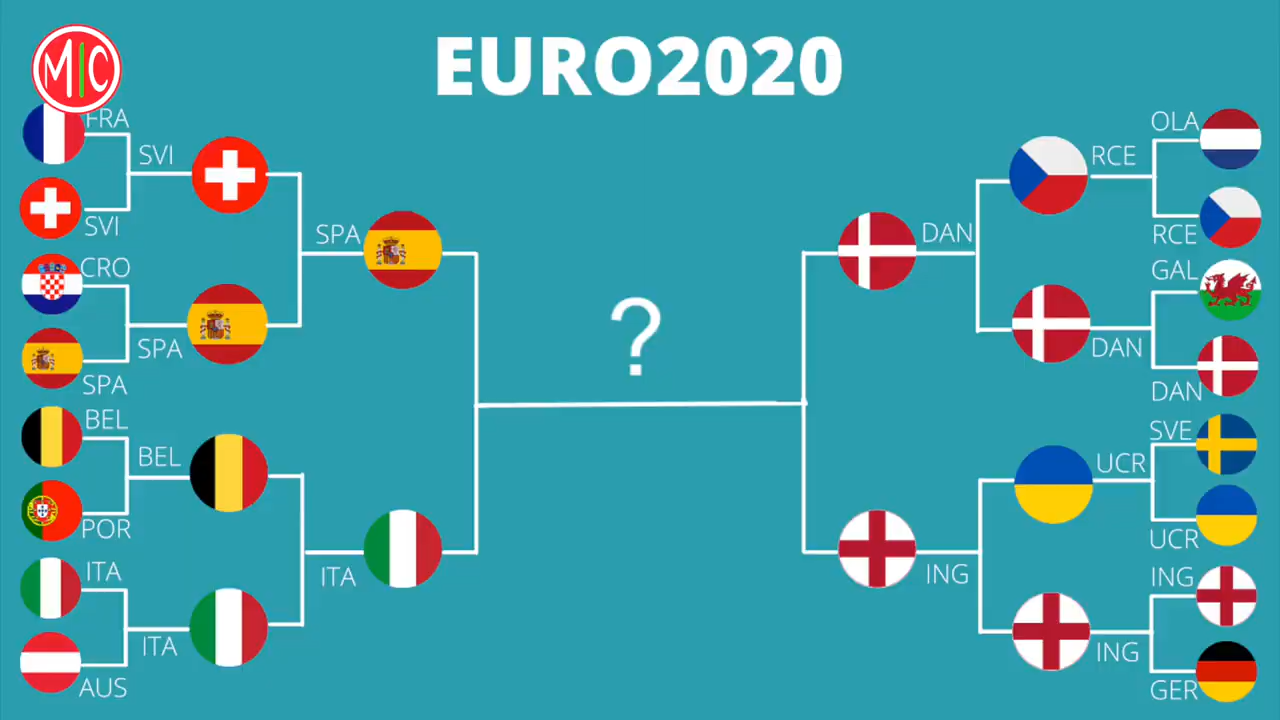 MIC
EURO2020
FRA
SVI
SVI
CRO
SPA
SPA
SPA
BEL
BEL
POR
ITA
ITA
ITA
AUS
?
OLA
RCE
RCE
GAL
DAN
DAN
DAN
SVE
UCR
UCR
ING
ING
ING
GER